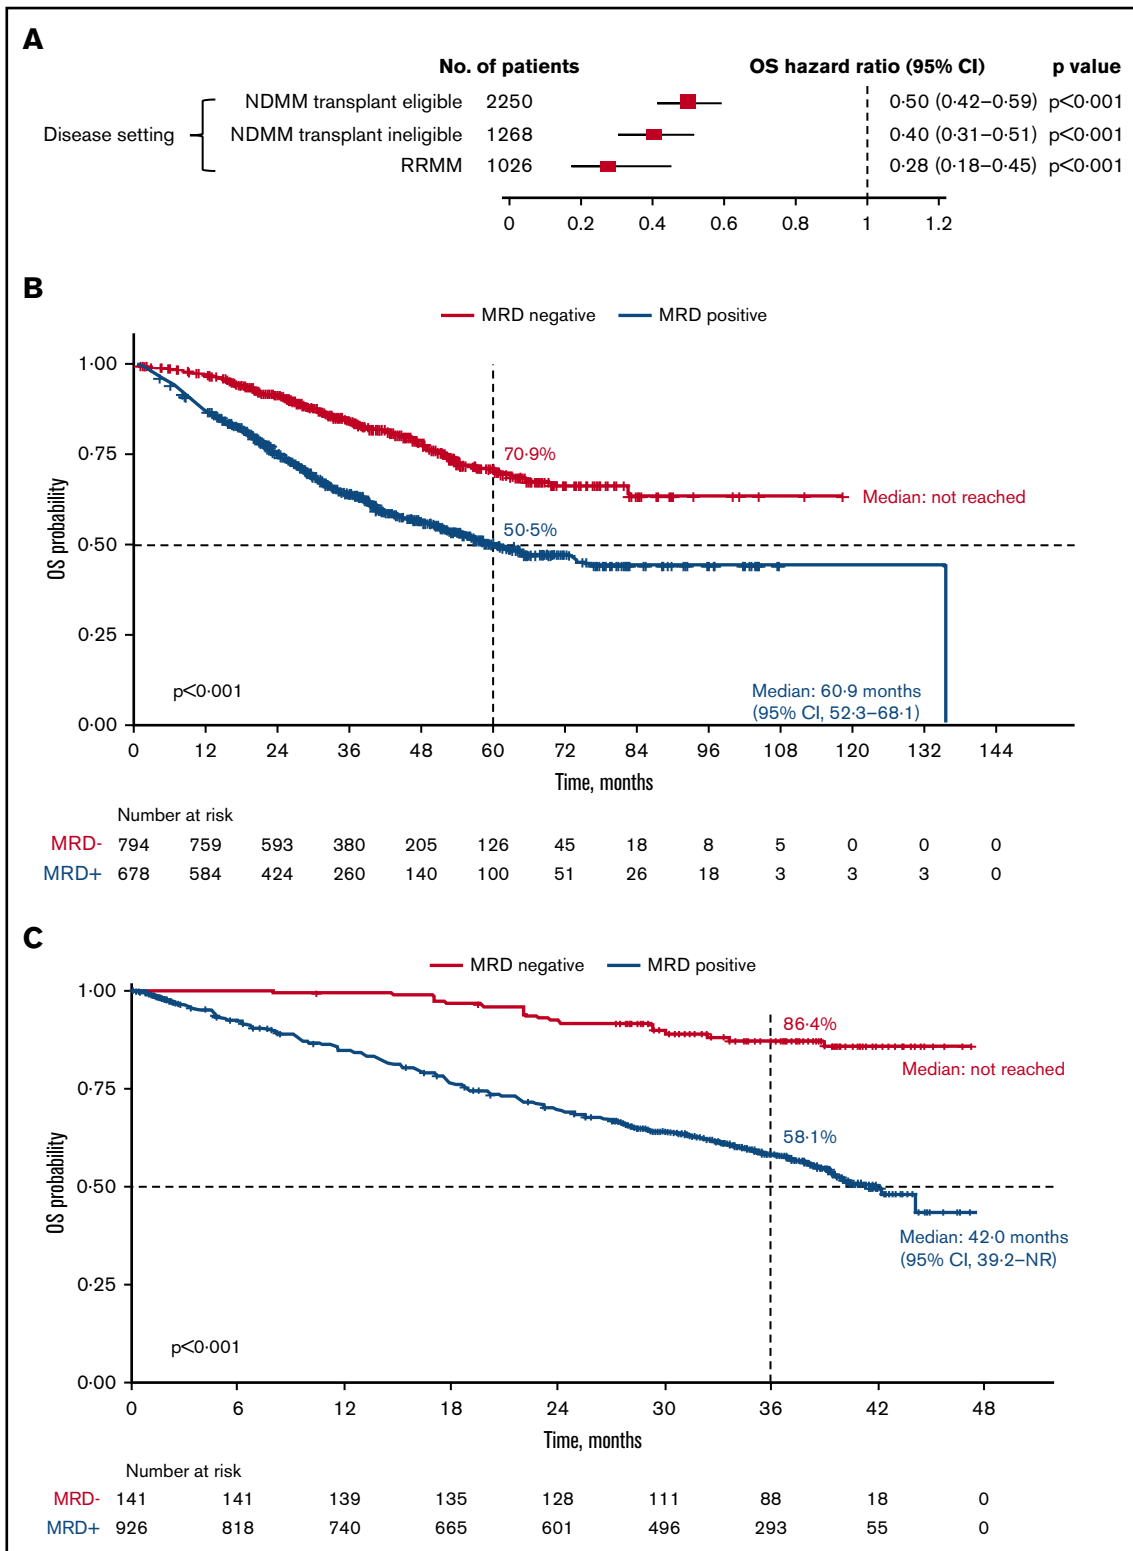 A
No. of patients OS hazard ratio (95% CI) p value
NDMM transplant eligible 2250 0·50 (0·42–0·59) p<0·001
Disease setting NDMM transplant ineligible 1268 0·40 (0·31–0·51) p<0·001
RRMM 1026 0·28 (0·18–0·45) p<0·001
0 0.2 0.4 0.6 0.8 1 1.2
B
MRD negative MRD positive
OS probability
1·00
0·75
0·50
0·25
0·00
70·9%
Median: not reached
50·5%
p<0·001
Median: 60·9 months
(95% CI, 52·3–68·1)
0 12 24 36 48 60 72 84 96 108 120 132 144
Time, months
Number at risk
MRD- 794 759 593 380 205 126 45 18 8 5 0 0 0
MRD+ 678 584 424 260 140 100 51 26 18 3 3 3 0
C
MRD negative MRD positive
OS probability
1·00
0·75
0·50
0·25
0·00
86·4%
Median: not reached
58·1%
Median: 42·0 months
(95% CI, 39·2–NR)
p<0·001
0 6 12 18 24 30 36 42 48
Time, months
Number at risk
MRD- 141 141 139 135 128 111 88 18 0
MRD+ 926 818 740 665 601 496 293 55 0